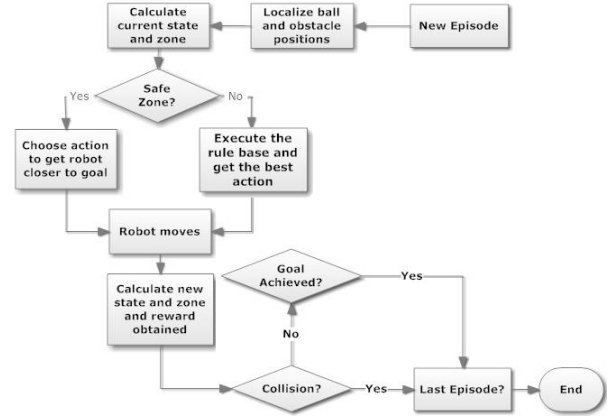 Calculate
current state
and zone
Localize ball
and obstacle
positions
New Episode
Safe
Zone?
Yes
No
Choose action
to get robot
closer to goal
Execute the
rule base and
get the best
action
Robot moves
Calculate new
state and zone
and reward
obtained
Goal
Achieved?
Yes
No
Collision?
Yes
Last Episode?
End